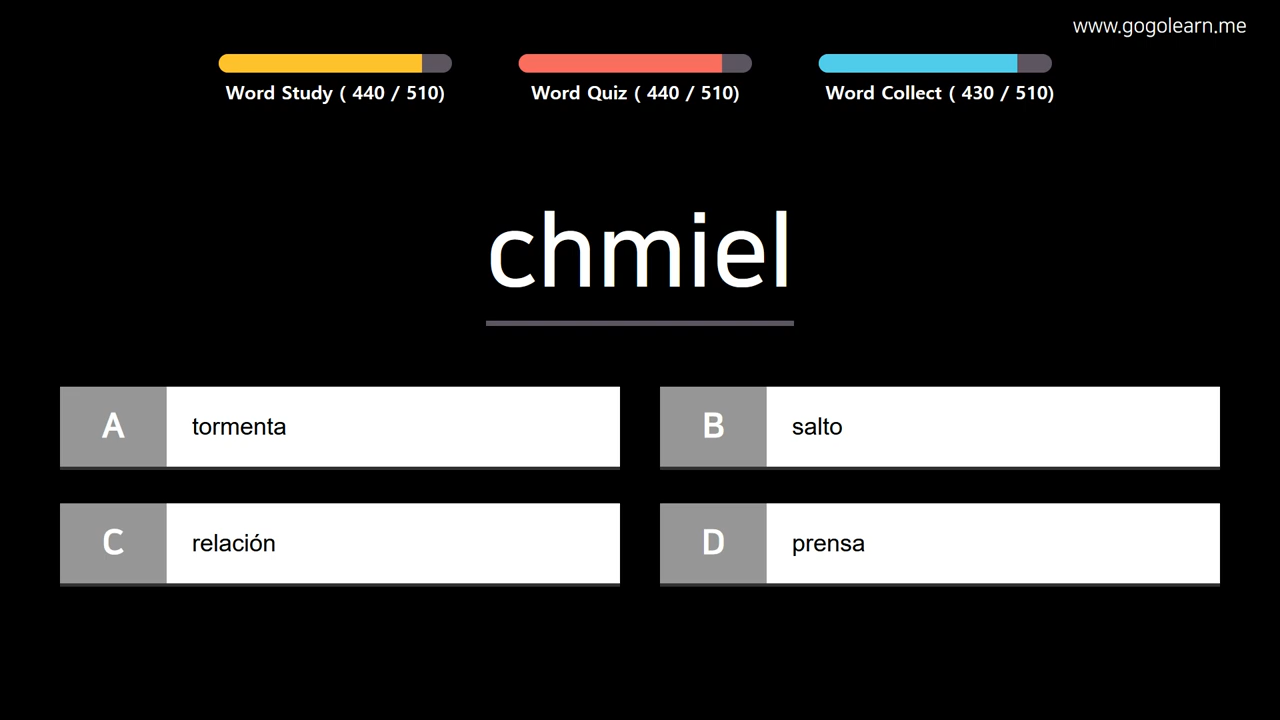 www.gogolearn.me
Word Study ( 440 / 510)
Word Quiz ( 440 / 510)
Word Collect ( 430 / 510)
chmiel
A tormenta
B salto
C relación
D prensa